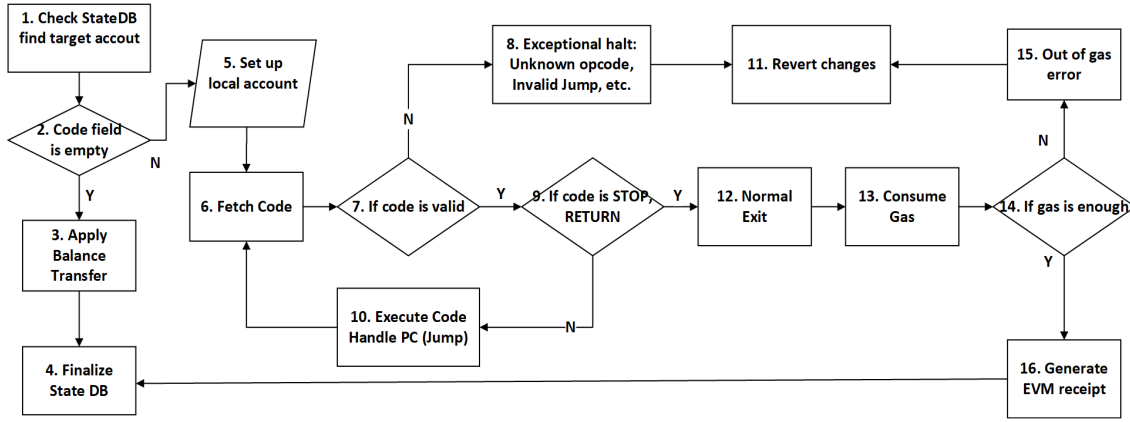 1. Check StateDB
find target accout
2. Code field
is empty
N
Y
3. Apply
Balance
Transfer
4. Finalize
State DB
5. Set up
local account
6. Fetch Code
7. If code is valid
N
Y
8. Exceptional halt:
Unknown opcode,
Invalid Jump, etc.
9. If code is STOP,
RETURN
Y
N
10. Execute Code
Handle PC (Jump)
11. Revert changes
12. Normal
Exit
13. Consume
Gas
14. If gas is enough
N
Y
15. Out of gas
error
16. Generate
EVM receipt